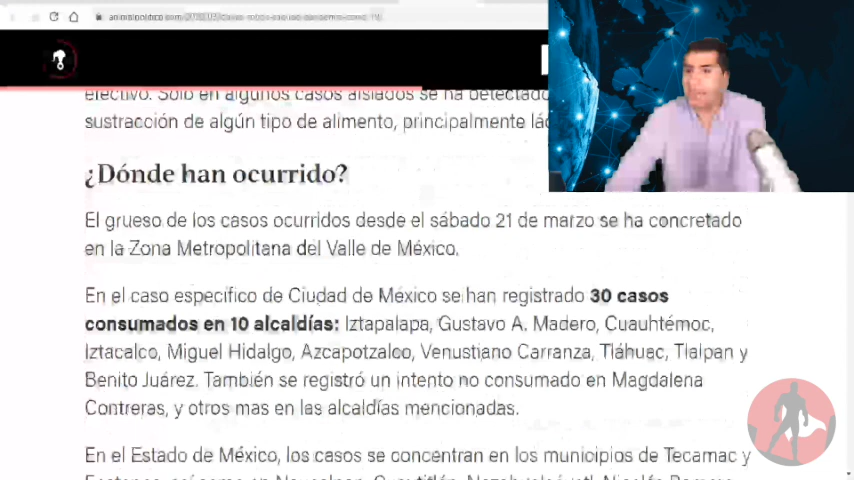 efectivo. Solo en algunos casos aislados se ha detectado
sustracción de algún tipo de alimento, principalmente
¿Dónde han ocurrido?
El grueso de los casos ocurridos desde el sábado 21 de marzo se ha concretado
en la Zona Metropolitana del Valle de México.
En el caso específico de Ciudad de México se han registrado 30 casos
consumados en 10 alcaldías: Iztapalapa, Gustavo A. Madero, Cuauhtémoc,
Iztacalco, Miguel Hidalgo, Azcapotzalco, Venustiano Carranza, Tláhuac, Tlalpan y
Benito Juárez. También se registró un intento no consumado en Magdalena
Contreras, y otros mas en las alcaldías mencionadas.
En el Estado de México, los casos se concentran en los municipios de Tecamac y